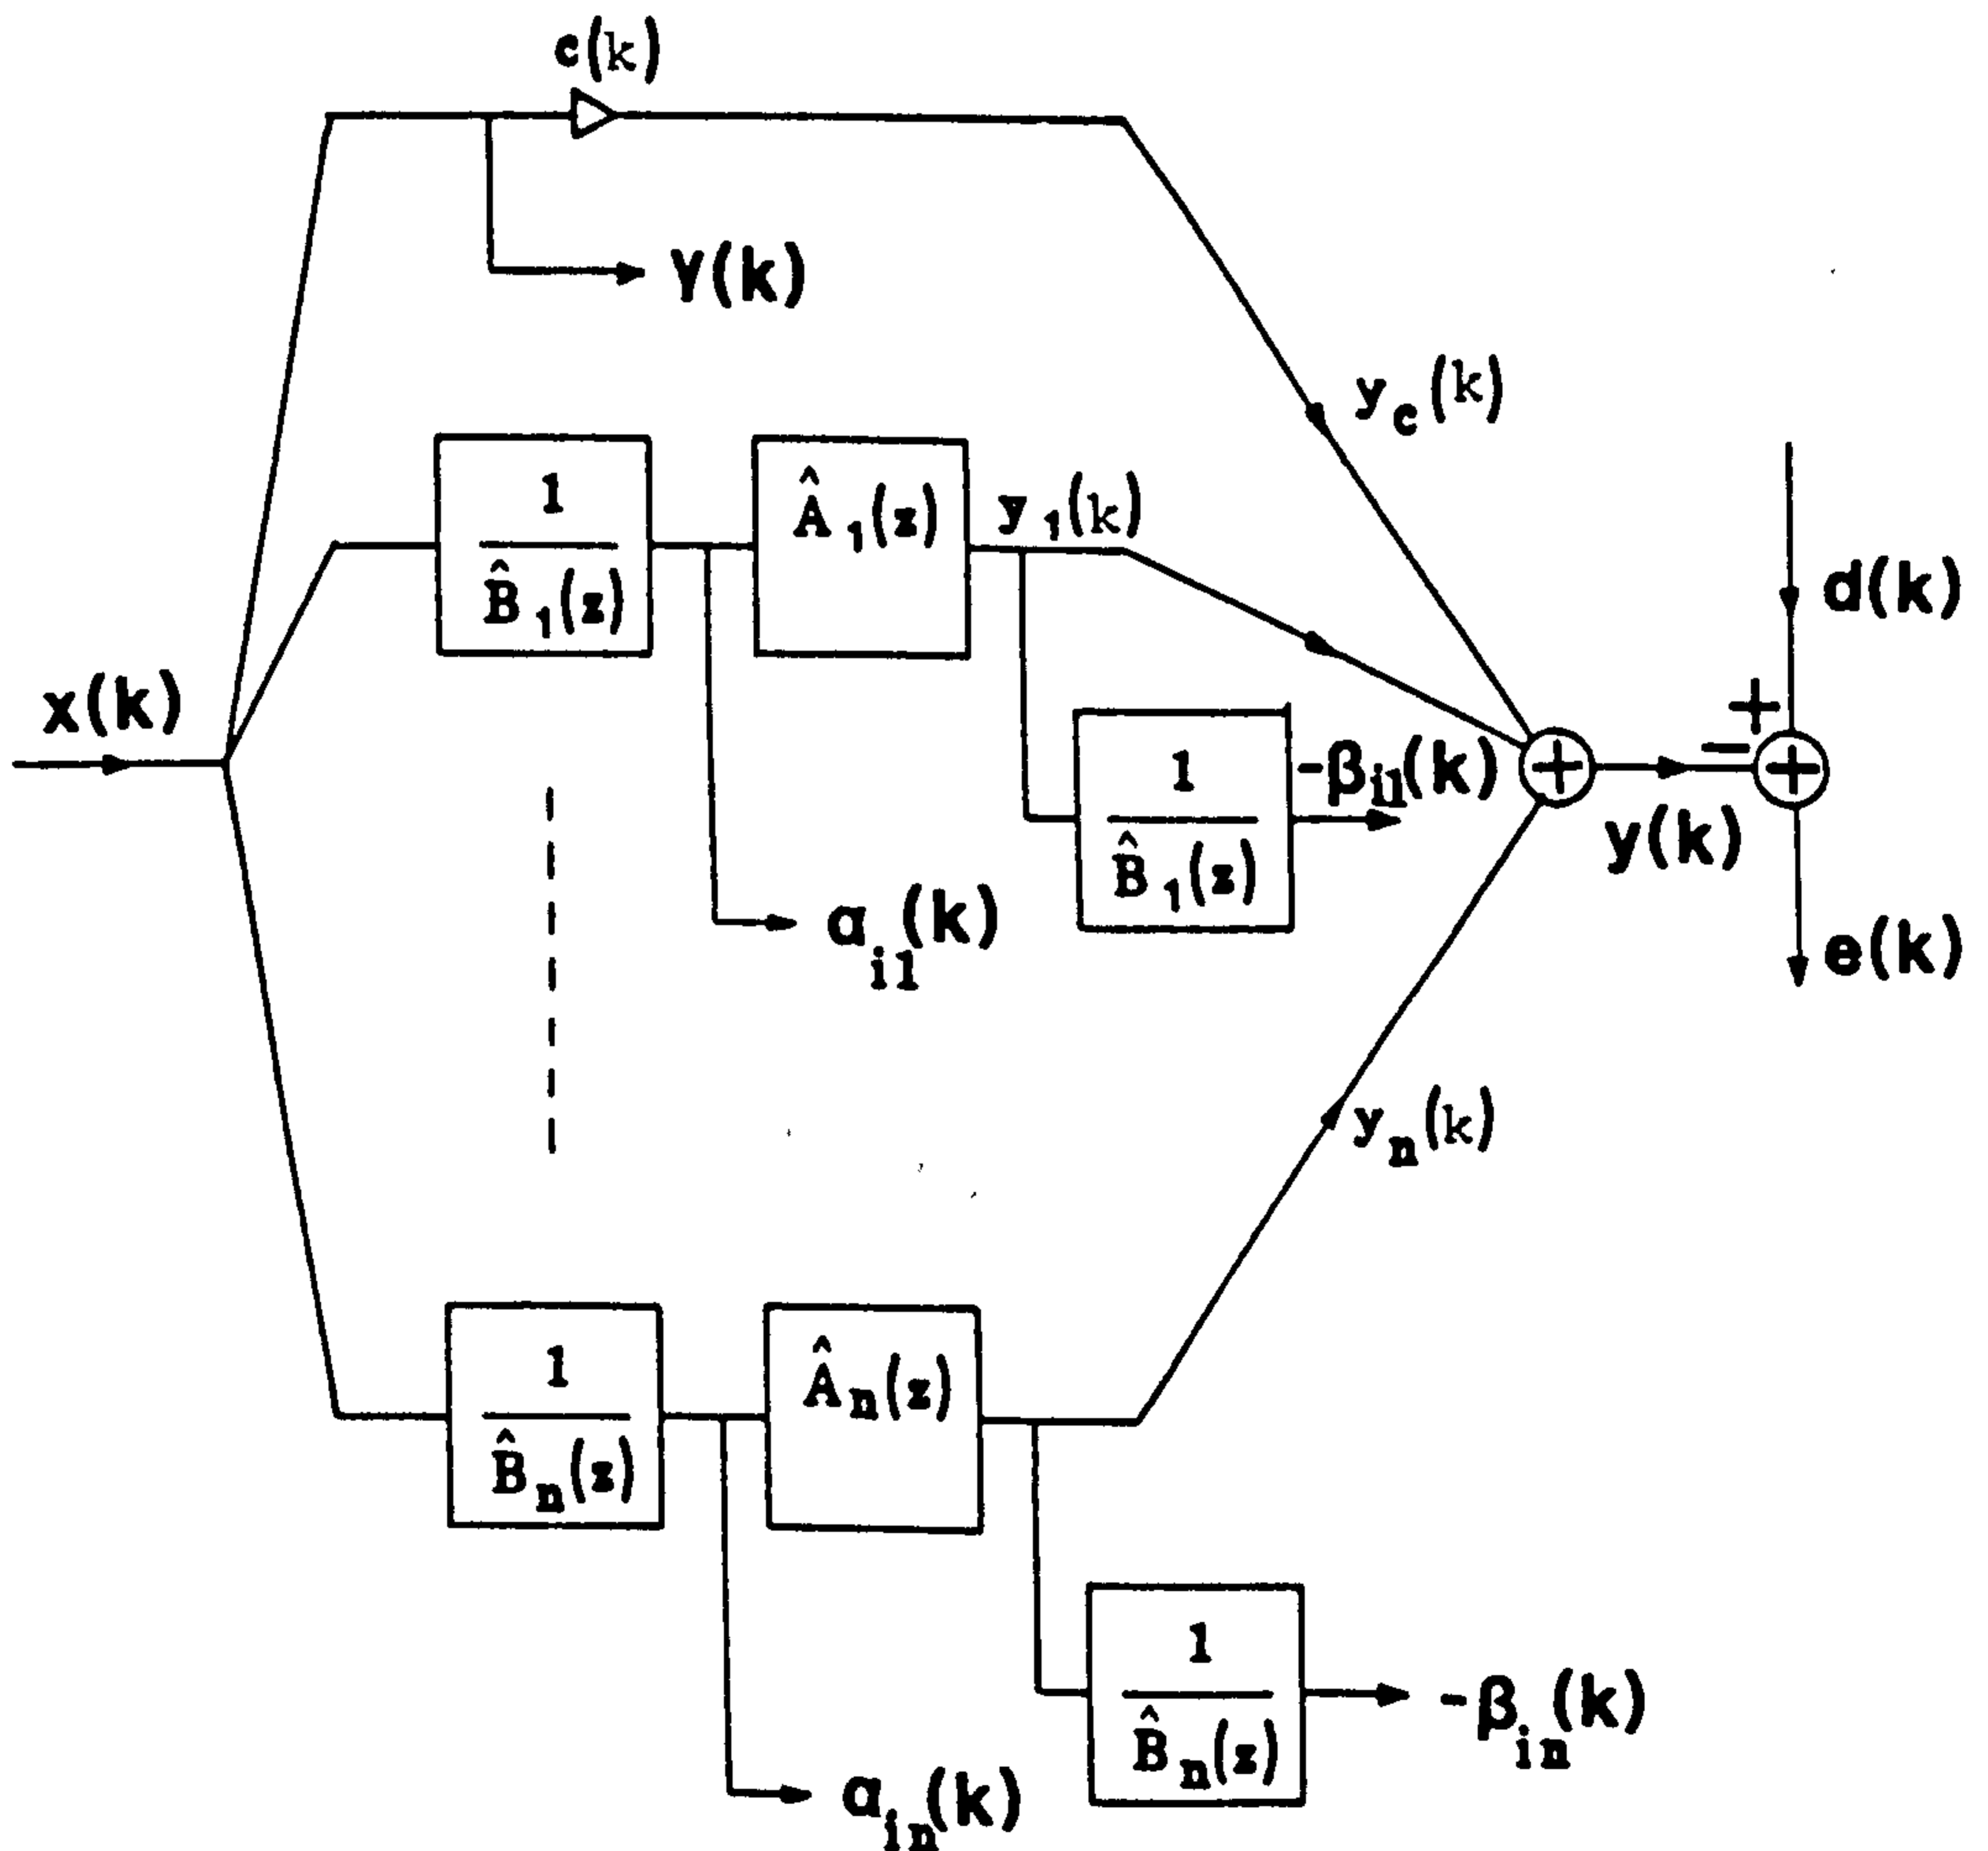 c(k)
γ(k)
y_c(k)
1
B̂_1(z)
Â_1(z)
y_1(k)
d(k)
x(k)
+
−
1
B̂_1(z)
-β_i1(k)
+
+
y(k)
α_i1(k)
e(k)
y_n(k)
1
B̂_n(z)
Â_n(z)
1
B̂_n(z)
-β_in(k)
α_in(k)